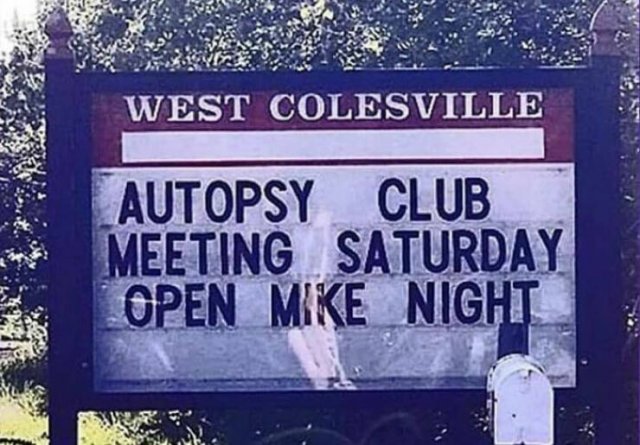 WEST COLESVILLE
AUTOPSY CLUB
MEETING SATURDAY
OPEN MIKE NIGHT